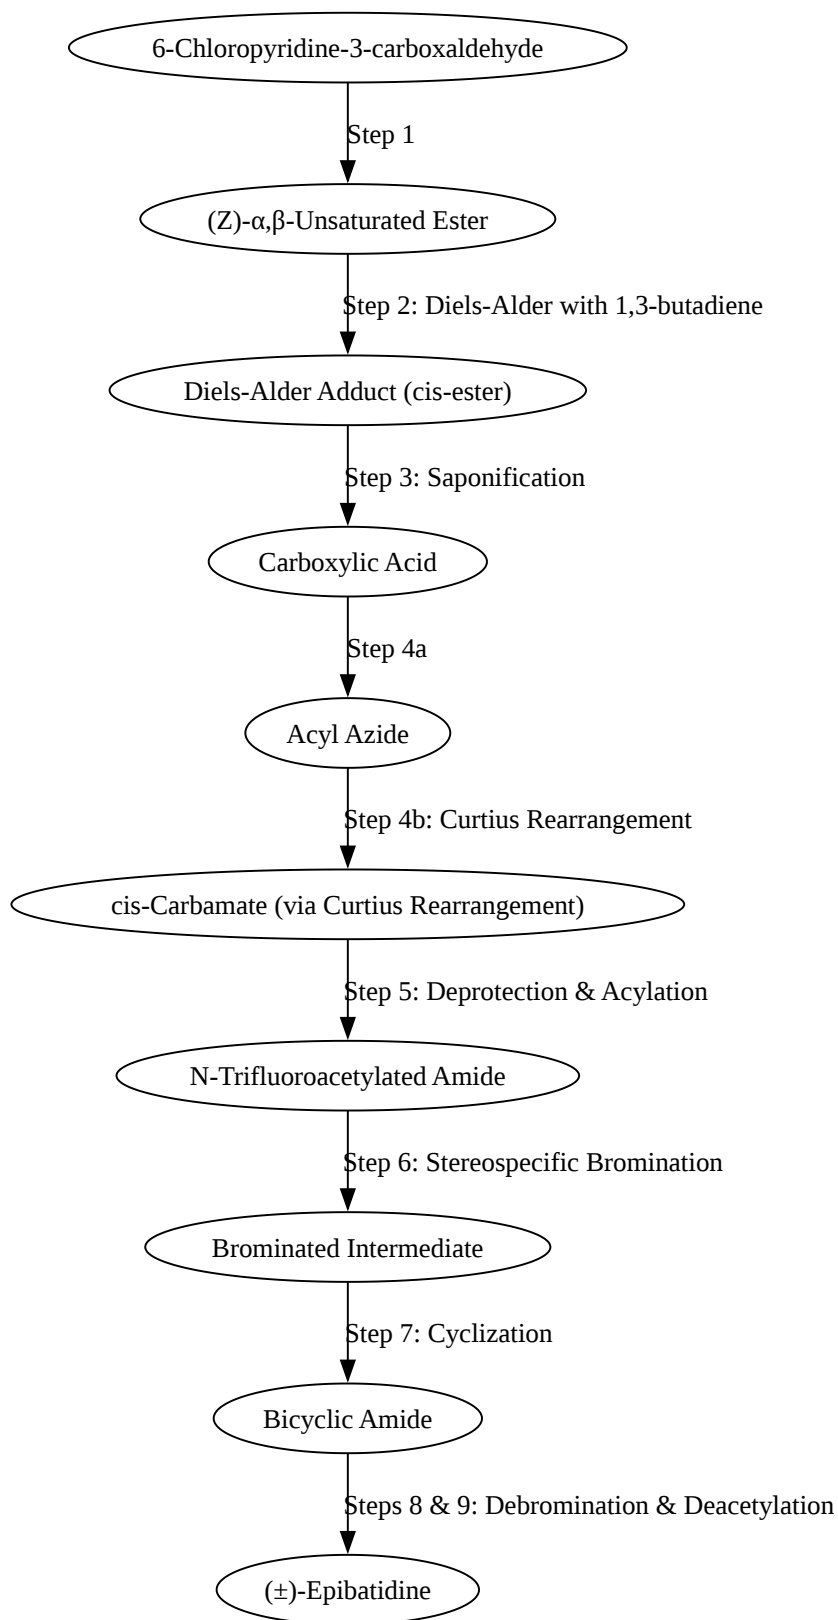 6-Chloropyridine-3-carboxaldehyde
Step 1
(Z)-α,β-Unsaturated Ester
Step 2: Diels-Alder with 1,3-butadiene
Diels-Alder Adduct (cis-ester)
Step 3: Saponification
Carboxylic Acid
Step 4a
Acyl Azide
Step 4b: Curtius Rearrangement
cis-Carbamate (via Curtius Rearrangement)
Step 5: Deprotection & Acylation
N-Trifluoroacetylated Amide
Step 6: Stereospecific Bromination
Brominated Intermediate
Step 7: Cyclization
Bicyclic Amide
Steps 8 & 9: Debromination & Deacetylation
(±)-Epibatidine